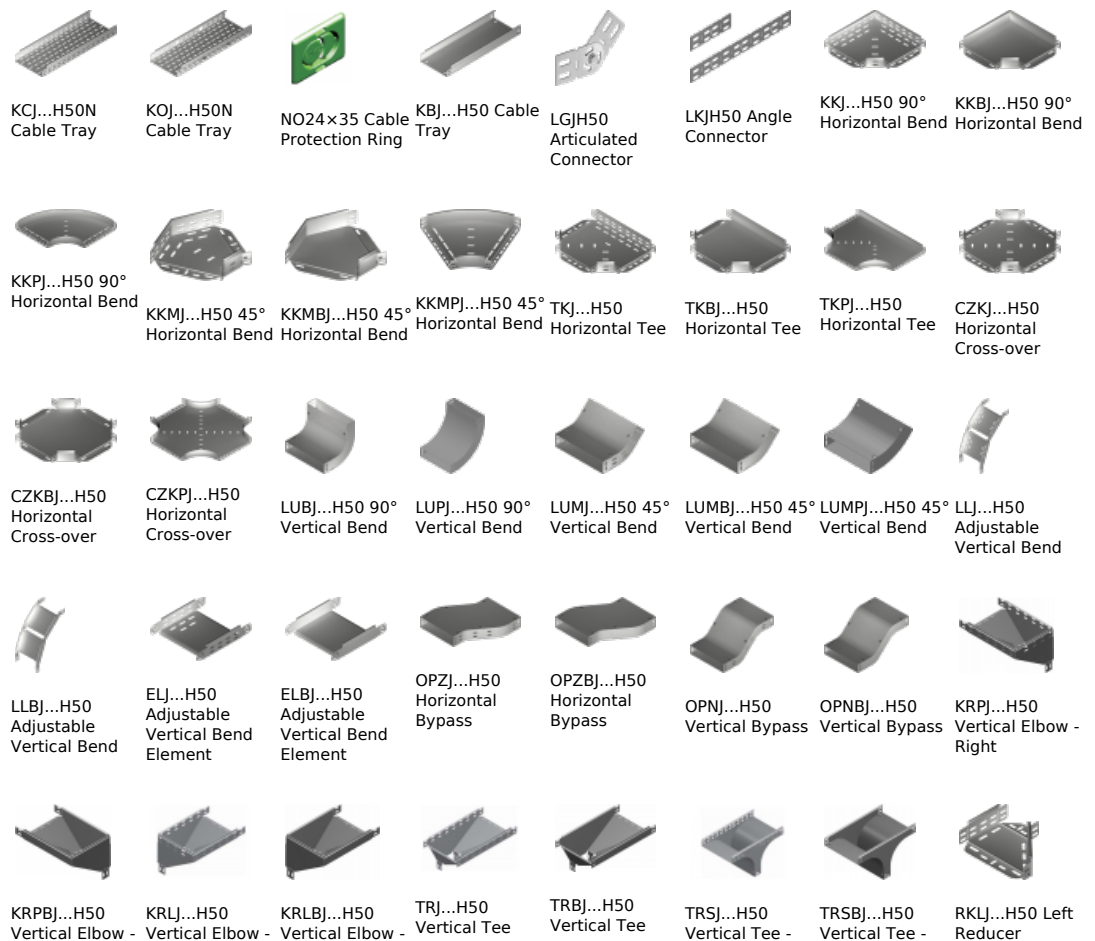 KCJ...H50N
Cable Tray
KOJ...H50N
Cable Tray
NO24×35 Cable
Protection Ring
KBJ...H50 Cable
Tray
LGJH50
Articulated
Connector
LKJH50 Angle
Connector
KKJ...H50 90°
Horizontal Bend
KKBJ...H50 90°
Horizontal Bend
KKPJ...H50 90°
Horizontal Bend
KKMJ...H50 45°
Horizontal Bend
KKMBJ...H50 45°
Horizontal Bend
KKMPJ...H50 45°
Horizontal Bend
TKJ...H50
Horizontal Tee
TKBJ...H50
Horizontal Tee
TKPJ...H50
Horizontal Tee
CZKJ...H50
Horizontal
Cross-over
CZKBJ...H50
Horizontal
Cross-over
CZKPJ...H50
Horizontal
Cross-over
LUBJ...H50 90°
Vertical Bend
LUPJ...H50 90°
Vertical Bend
LUMJ...H50 45°
Vertical Bend
LUMBJ...H50 45°
Vertical Bend
LUMPJ...H50 45°
Vertical Bend
LLJ...H50
Adjustable
Vertical Bend
LLBJ...H50
Adjustable
Vertical Bend
ELJ...H50
Adjustable
Vertical Bend
Element
ELBJ...H50
Adjustable
Vertical Bend
Element
OPZJ...H50
Horizontal
Bypass
OPZBJ...H50
Horizontal
Bypass
OPNJ...H50
Vertical Bypass
OPNBJ...H50
Vertical Bypass
KRPJ...H50
Vertical Elbow -
Right
KRPBJ...H50
Vertical Elbow -
KRLJ...H50
Vertical Elbow -
KRLBJ...H50
Vertical Elbow -
TRJ...H50
Vertical Tee
TRBJ...H50
Vertical Tee
TRSJ...H50
Vertical Tee -
TRSBJ...H50
Vertical Tee -
RKLJ...H50 Left
Reducer